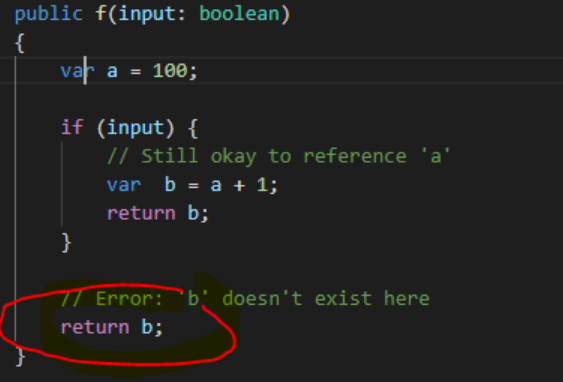 public f(input: boolean)
{
var a = 100;
if (input) {
// Still okay to reference 'a'
var  b = a + 1;
return b;
}
// Error: 'b' doesn't exist here
return b;
}